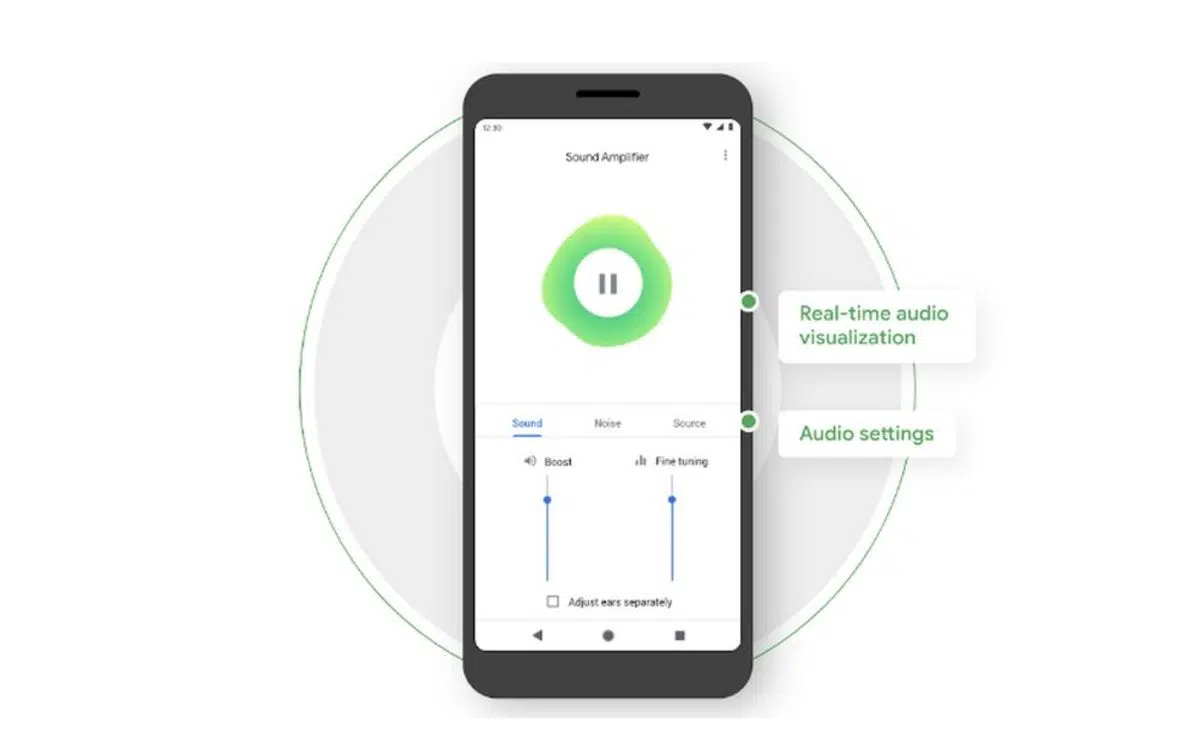 12:30
Sound Amplifier
Real-time audio
visualization
Sound Noise Source
Audio settings
Boost Fine tuning
Adjust ears separately